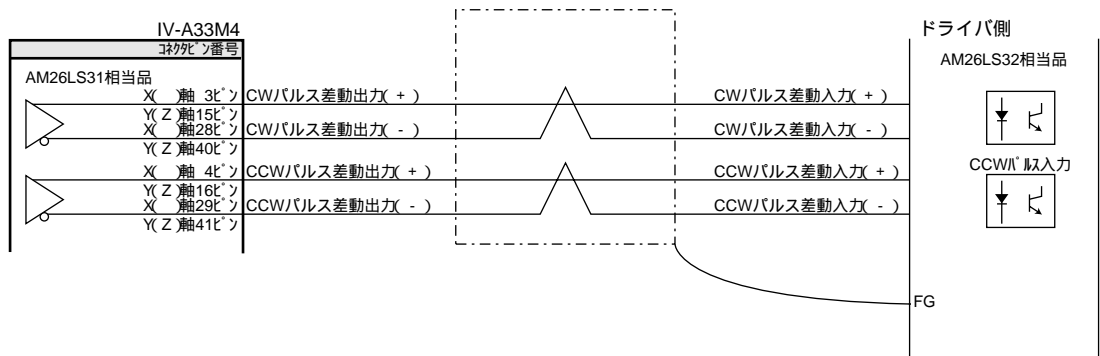 IV-A33M4
ドライバ側
コネクタピン番号
AM26LS31相当品
AM26LS32相当品
X( )軸 3ピン CWパルス差動出力( + ) CWパルス差動入力( + )
Y( Z )軸15ピン
X( )軸28ピン CWパルス差動出力( - ) CWパルス差動入力( - )
Y( Z )軸40ピン
CCWパルス入力
X( )軸 4ピン CCWパルス差動出力( + ) CCWパルス差動入力( + )
Y( Z )軸16ピン
X( )軸29ピン CCWパルス差動出力( - ) CCWパルス差動入力( - )
Y( Z )軸41ピン
FG